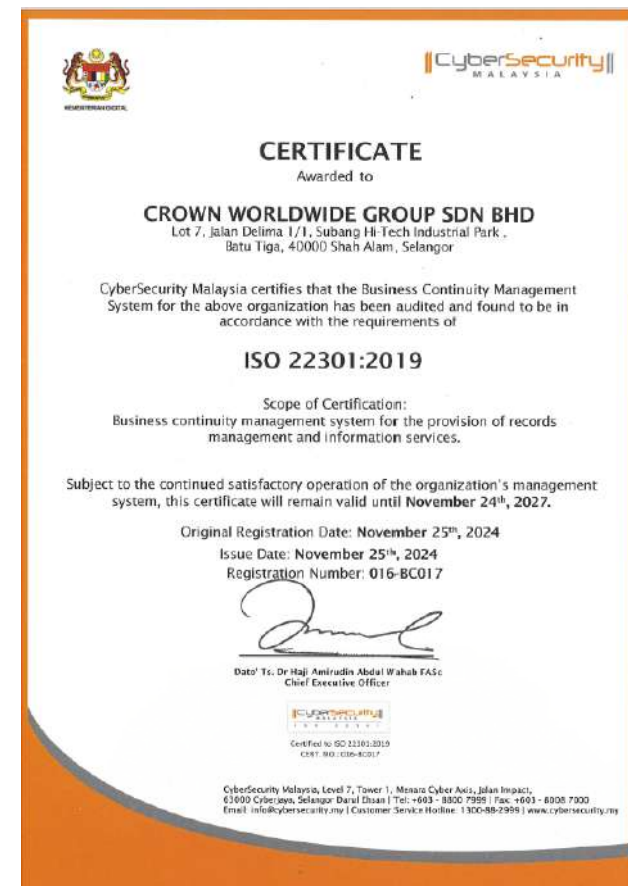 KEMENTERIAN DIGITAL
CyberSecurity
MALAYSIA
CERTIFICATE
Awarded to
CROWN WORLDWIDE GROUP SDN BHD
Lot 7, Jalan Delima 1/1, Subang Hi-Tech Industrial Park .
Batu Tiga, 40000 Shah Alam, Selangor
CyberSecurity Malaysia certifies that the Business Continuity Management
System for the above organization has been audited and found to be in
accordance with the requirements of
ISO 22301:2019
Scope of Certification:
Business continuity management system for the provision of records
management and information services.
Subject to the continued satisfactory operation of the organization's management
system, this certificate will remain valid until November 24th, 2027.
Original Registration Date: November 25th, 2024
Issue Date: November 25th, 2024
Registration Number: 016-BC017
Dato' Ts. Dr Haji Amirudin Abdul Wahab FASc
Chief Executive Officer
CyberSecurity
MALAYSIA
Certified to ISO 22301:2019
CERT. NO.: 016-BC017
CyberSecurity Malaysia, Level 7, Tower 1, Menara Cyber Axis, Jalan Impact,
63000 Cyberjaya, Selangor Darul Ehsan | Tel: +603 - 8800 7999 | Fax: +603 - 8008 7000
Email: info@cybersecurity.my | Customer Service Hotline: 1300-88-2999 | www.cybersecurity.my